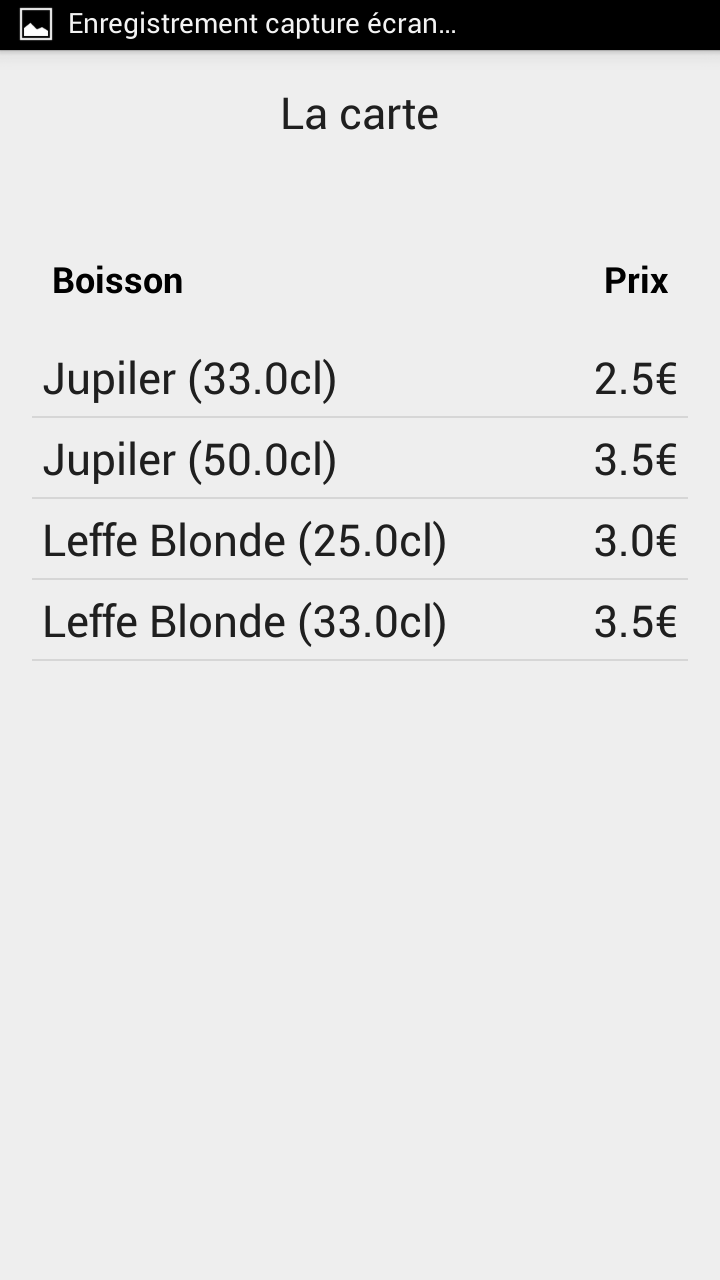 Enregistrement capture écran...
La carte
Boisson Prix
Jupiler (33.0cl) 2.5€
Jupiler (50.0cl) 3.5€
Leffe Blonde (25.0cl) 3.0€
Leffe Blonde (33.0cl) 3.5€